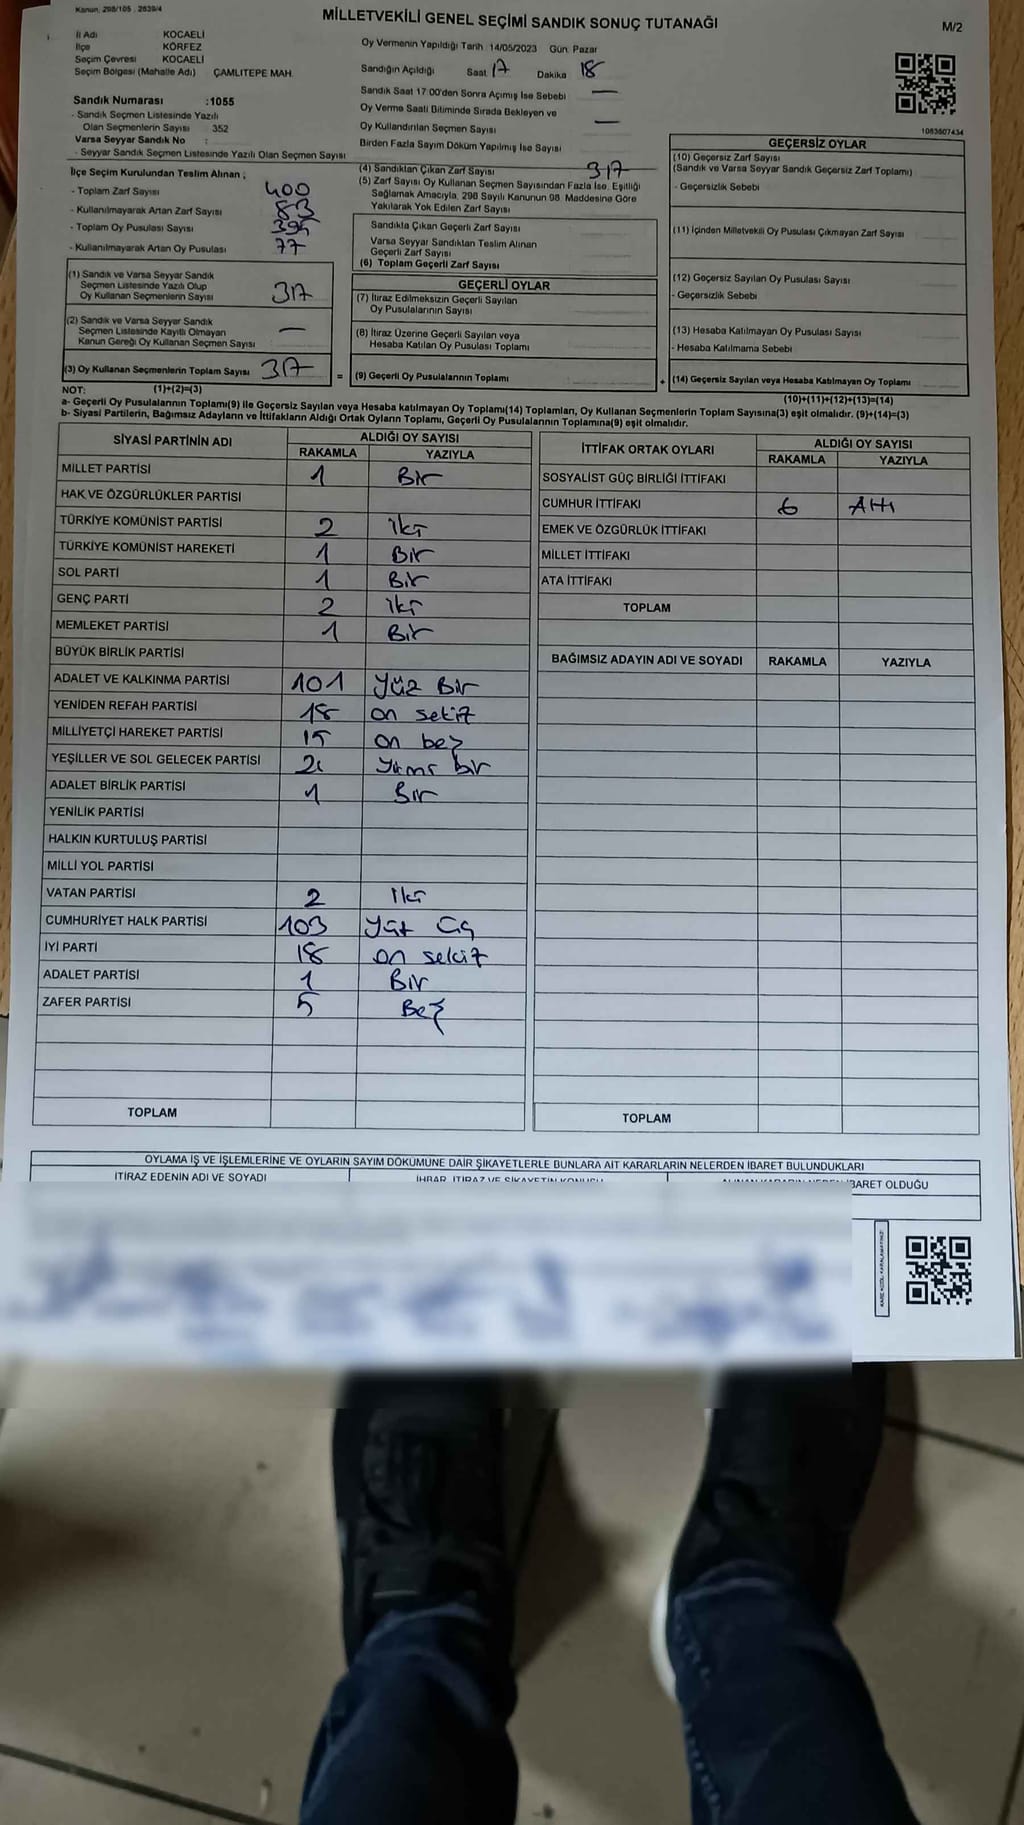 Kanun, 298/105 , 2839/4
MİLLETVEKİLİ GENEL SEÇİMİ SANDIK SONUÇ TUTANAĞI
M/2
İl Adı KOCAELİ
İlçe KÖRFEZ
Seçim Çevresi KOCAELİ
Seçim Bölgesi (Mahalle Adı) ÇAMLITEPE MAH.
Sandık Numarası :1055
- Sandık Seçmen Listesinde Yazılı
Olan Seçmenlerin Sayısı : 352
Varsa Seyyar Sandık No :
- Seyyar Sandık Seçmen Listesinde Yazılı Olan Seçmen Sayısı
Oy Vermenin Yapıldığı Tarih 14/05/2023 Gün: Pazar
Sandığın Açıldığı Saat 17 Dakika 18
Sandık Saat 17:00'den Sonra Açılmış İse Sebebi —
Oy Verme Saati Bitiminde Sırada Bekleyen ve
Oy Kullandırılan Seçmen Sayısı —
Birden Fazla Sayım Döküm Yapılmış İse Sayısı
1083807434
İlçe Seçim Kurulundan Teslim Alınan ;
- Toplam Zarf Sayısı 400
- Kullanılmayarak Artan Zarf Sayısı 83
- Toplam Oy Pusulası Sayısı
- Kullanılmayarak Artan Oy Pusulası 77
(1) Sandık ve Varsa Seyyar Sandık
Seçmen Listesinde Yazılı Olup
Oy Kullanan Seçmenlerin Sayısı 317
(2) Sandık ve Varsa Seyyar Sandık
Seçmen Listesinde Kayıtlı Olmayan
Kanun Gereği Oy Kullanan Seçmen Sayısı —
(3) Oy Kullanan Seçmenlerin Toplam Sayısı 317
(4) Sandıktan Çıkan Zarf Sayısı 317
(5) Zarf Sayısı Oy Kullanan Seçmen Sayısından Fazla İse, Eşitliği
Sağlamak Amacıyla, 298 Sayılı Kanunun 98. Maddesine Göre
Yakılarak Yok Edilen Zarf Sayısı
Sandıkta Çıkan Geçerli Zarf Sayısı
Varsa Seyyar Sandıktan Teslim Alınan
Geçerli Zarf Sayısı
(6) Toplam Geçerli Zarf Sayısı
GEÇERLİ OYLAR
(7) İtiraz Edilmeksizin Geçerli Sayılan
Oy Pusulalarının Sayısı
(8) İtiraz Üzerine Geçerli Sayılan veya
Hesaba Katılan Oy Pusulası Toplamı
= (9) Geçerli Oy Pusulalarının Toplamı
GEÇERSİZ OYLAR
(10) Geçersiz Zarf Sayısı
(Sandık ve Varsa Seyyar Sandık Geçersiz Zarf Toplamı)
- Geçersizlik Sebebi
(11) İçinden Milletvekili Oy Pusulası Çıkmayan Zarf Sayısı
(12) Geçersiz Sayılan Oy Pusulası Sayısı
- Geçersizlik Sebebi
(13) Hesaba Katılmayan Oy Pusulası Sayısı
- Hesaba Katılmama Sebebi
+ (14) Geçersiz Sayılan veya Hesaba Katılmayan Oy Toplamı
NOT: (1)+(2)=(3)
(10)+(11)+(12)+(13)=(14)
a- Geçerli Oy Pusulalarının Toplamı(9) ile Geçersiz Sayılan veya Hesaba katılmayan Oy Toplamı(14) Toplamları, Oy Kullanan Seçmenlerin Toplam Sayısına(3) eşit olmalıdır. (9)+(14)=(3)
b- Siyasi Partilerin, Bağımsız Adayların ve İttifakların Aldığı Ortak Oyların Toplamı, Geçerli Oy Pusulalarının Toplamına(9) eşit olmalıdır.
SİYASİ PARTİNİN ADI ALDIĞI OY SAYISI
RAKAMLA YAZIYLA
MİLLET PARTİSİ 1 Bir
HAK VE ÖZGÜRLÜKLER PARTİSİ
TÜRKİYE KOMÜNİST PARTİSİ 2 iki
TÜRKİYE KOMÜNİST HAREKETİ 1 Bir
SOL PARTİ 1 Bir
GENÇ PARTİ 2 iki
MEMLEKET PARTİSİ 1 Bir
BÜYÜK BİRLİK PARTİSİ
ADALET VE KALKINMA PARTİSİ 101 Yüz Bir
YENİDEN REFAH PARTİSİ 18 on sekiz
MİLLİYETÇİ HAREKET PARTİSİ 15 on beş
YEŞİLLER VE SOL GELECEK PARTİSİ 21 Yirmi bir
ADALET BİRLİK PARTİSİ 1 Bir
YENİLİK PARTİSİ
HALKIN KURTULUŞ PARTİSİ
MİLLİ YOL PARTİSİ
VATAN PARTİSİ 2 iki
CUMHURİYET HALK PARTİSİ 103 Yüz Üç
İYİ PARTİ 18 on sekiz
ADALET PARTİSİ 1 Bir
ZAFER PARTİSİ 5 Beş
TOPLAM
İTTİFAK ORTAK OYLARI ALDIĞI OY SAYISI
RAKAMLA YAZIYLA
SOSYALİST GÜÇ BİRLİĞİ İTTİFAKI
CUMHUR İTTİFAKI 6 Altı
EMEK VE ÖZGÜRLÜK İTTİFAKI
MİLLET İTTİFAKI
ATA İTTİFAKI
TOPLAM
BAĞIMSIZ ADAYIN ADI VE SOYADI RAKAMLA YAZIYLA
TOPLAM
OYLAMA İŞ VE İŞLEMLERİNE VE OYLARIN SAYIM DÖKÜMÜNE DAİR ŞİKAYETLERLE BUNLARA AİT KARARLARIN NELERDEN İBARET BULUNDUKLARI
İTİRAZ EDENİN ADI VE SOYADI İHBAR, İTİRAZ VE ŞİKAYETİN KONUSU İBARET OLDUĞU